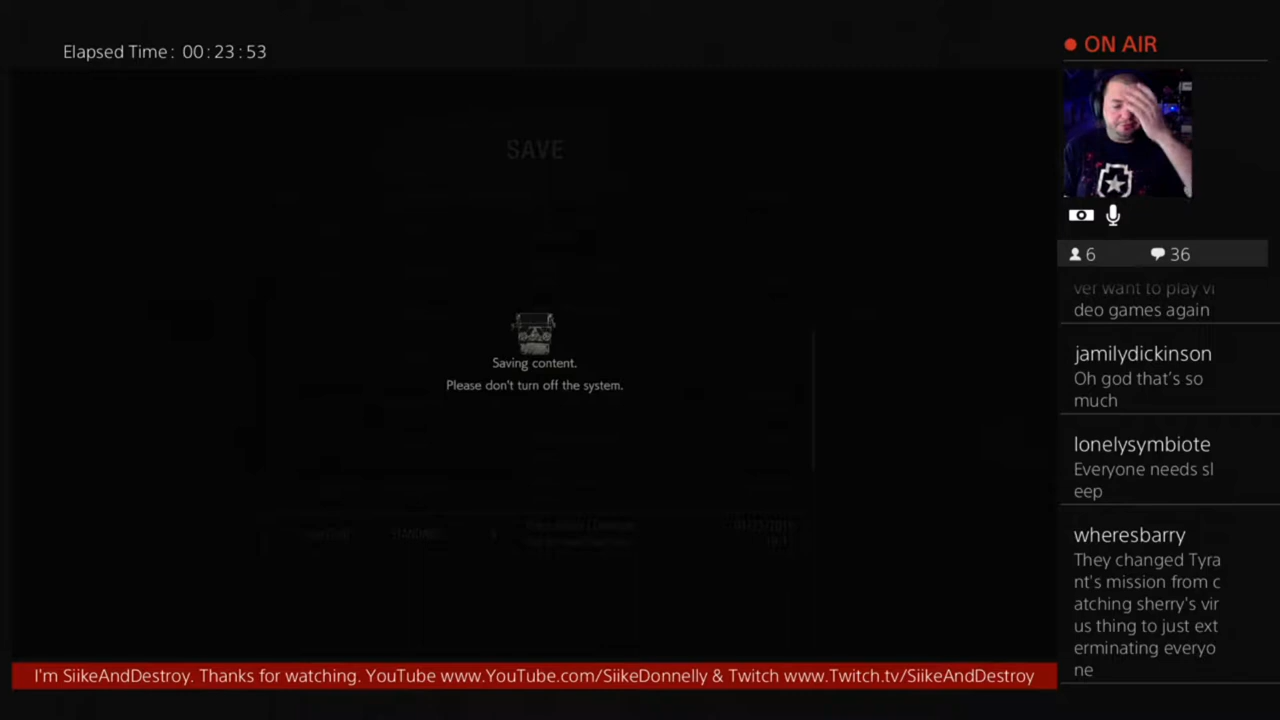 Elapsed Time: 00:23:53
ON AIR
SAVE
6 36
ver want to play vi
deo games again
jamilydickinson
Oh god that's so
much
lonelysymbiote
Everyone needs sl
eep
wheresbarry
They changed Tyra
nt's mission from c
atching sherry's vir
us thing to just ext
erminating everyo
ne
Saving content.
Please don't turn off the system.
STANDARD
I'm SiikeAndDestroy. Thanks for watching. YouTube www.YouTube.com/SiikeDonnelly & Twitch www.Twitch.tv/SiikeAndDestroy